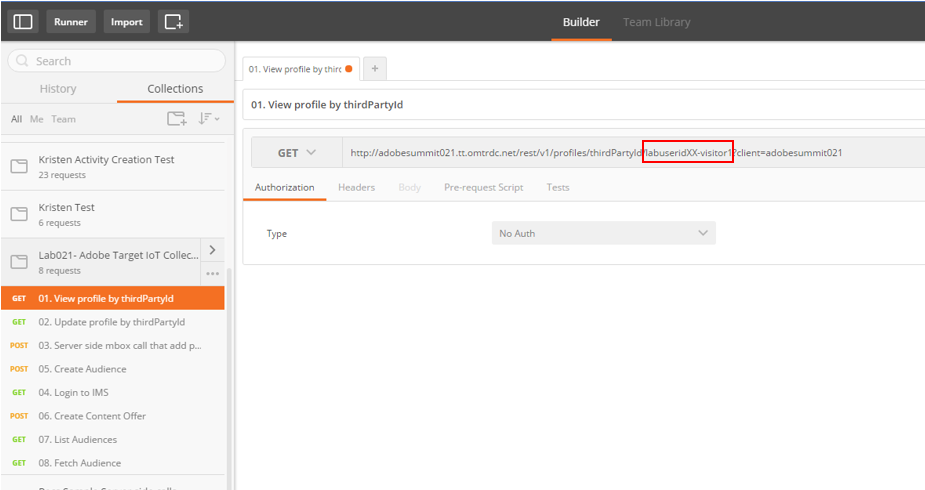 Runner
Import
Builder
Team Library
Search
History
Collections
All
Me
Team
Kristen Activity Creation Test
23 requests
Kristen Test
6 requests
Lab021- Adobe Target IoT Collec...
8 requests
GET 01. View profile by thirdPartyId
GET 02. Update profile by thirdPartyId
POST 03. Server side mbox call that add p...
POST 05. Create Audience
GET 04. Login to IMS
POST 06. Create Content Offer
GET 07. List Audiences
GET 08. Fetch Audience
01. View profile by thirc
01. View profile by thirdPartyId
GET
http://adobesummit021.tt.omtrdc.net/rest/v1/profiles/thirdPartyId/labuseridXX-visitor1?client=adobesummit021
Authorization
Headers
Body
Pre-request Script
Tests
Type
No Auth